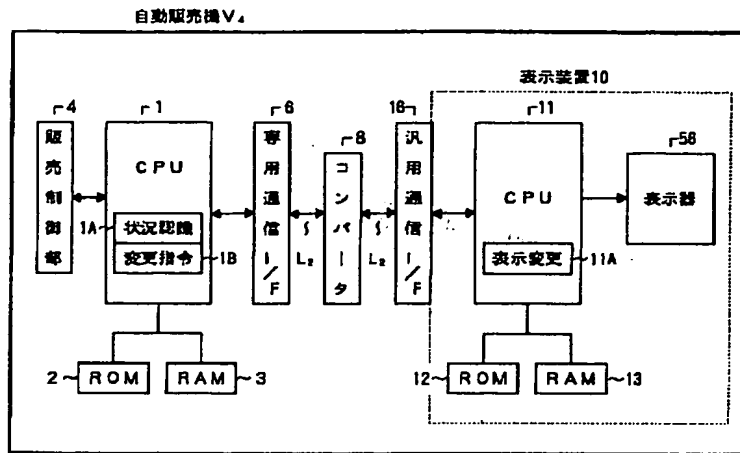 自動販売機V₄
表示装置10
4
1
6
8
16
11
56
販売制御部
CPU
1A
状況認識
変更指令
1B
専用通信I/F
L₂
コンバータ
L₂
汎用通信I/F
CPU
表示変更
11A
表示器
2
ROM
RAM
3
12
ROM
RAM
13